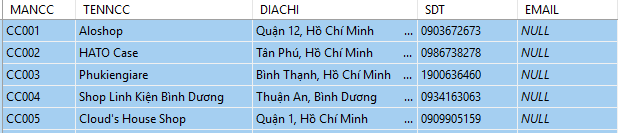 MANCC TENNCC DIACHI SDT EMAIL
CC001 Aloshop Quận 12, Hồ Chí Minh ... 0903672673 NULL
CC002 HATO Case Tân Phú, Hồ Chí Minh ... 0986738278 NULL
CC003 Phukiengiare Bình Thạnh, Hồ Chí Minh ... 1900636460 NULL
CC004 Shop Linh Kiện Bình Dương Thuận An, Bình Dương ... 0934163063 NULL
CC005 Cloud's House Shop Quận 1, Hồ Chí Minh ... 0909905159 NULL